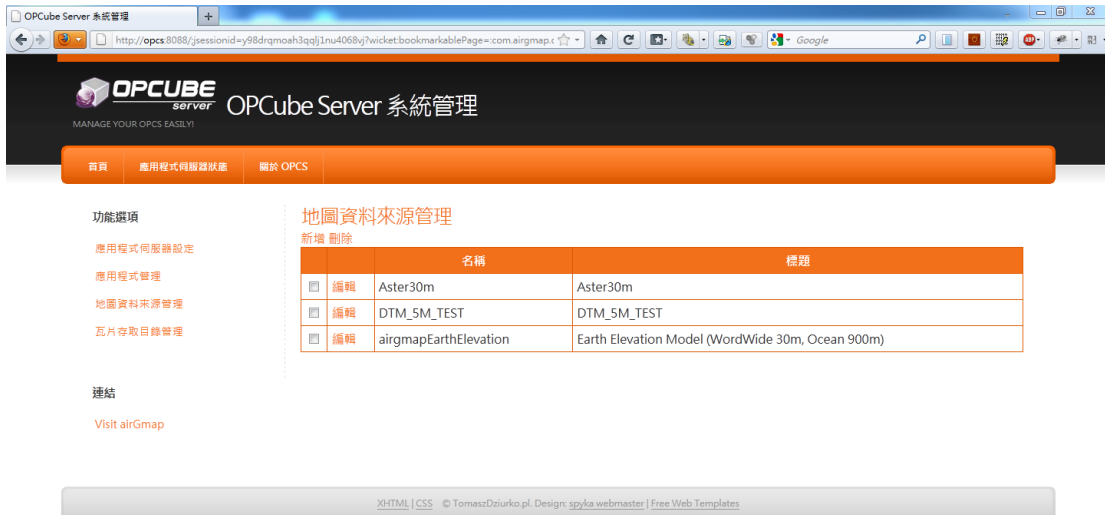 OPCube Server 系統管理
http://opcs:8088/;jsessionid=y98drqmoah3qqlj1nu4068vj?wicket:bookmarkablePage=:com.airgmap.c
Google
OPCUBE
server
OPCube Server 系統管理
MANAGE YOUR OPCS EASILY!
首頁 應用程式伺服器狀態 關於 OPCS
功能選項
應用程式伺服器設定
應用程式管理
地圖資料來源管理
瓦片存取目錄管理
連結
Visit airGmap
地圖資料來源管理
新增 刪除
名稱 標題
編輯 Aster30m Aster30m
編輯 DTM_5M_TEST DTM_5M_TEST
編輯 airgmapEarthElevation Earth Elevation Model (WordWide 30m, Ocean 900m)
XHTML | CSS © TomaszDziurko.pl. Design: spyka webmaster | Free Web Templates